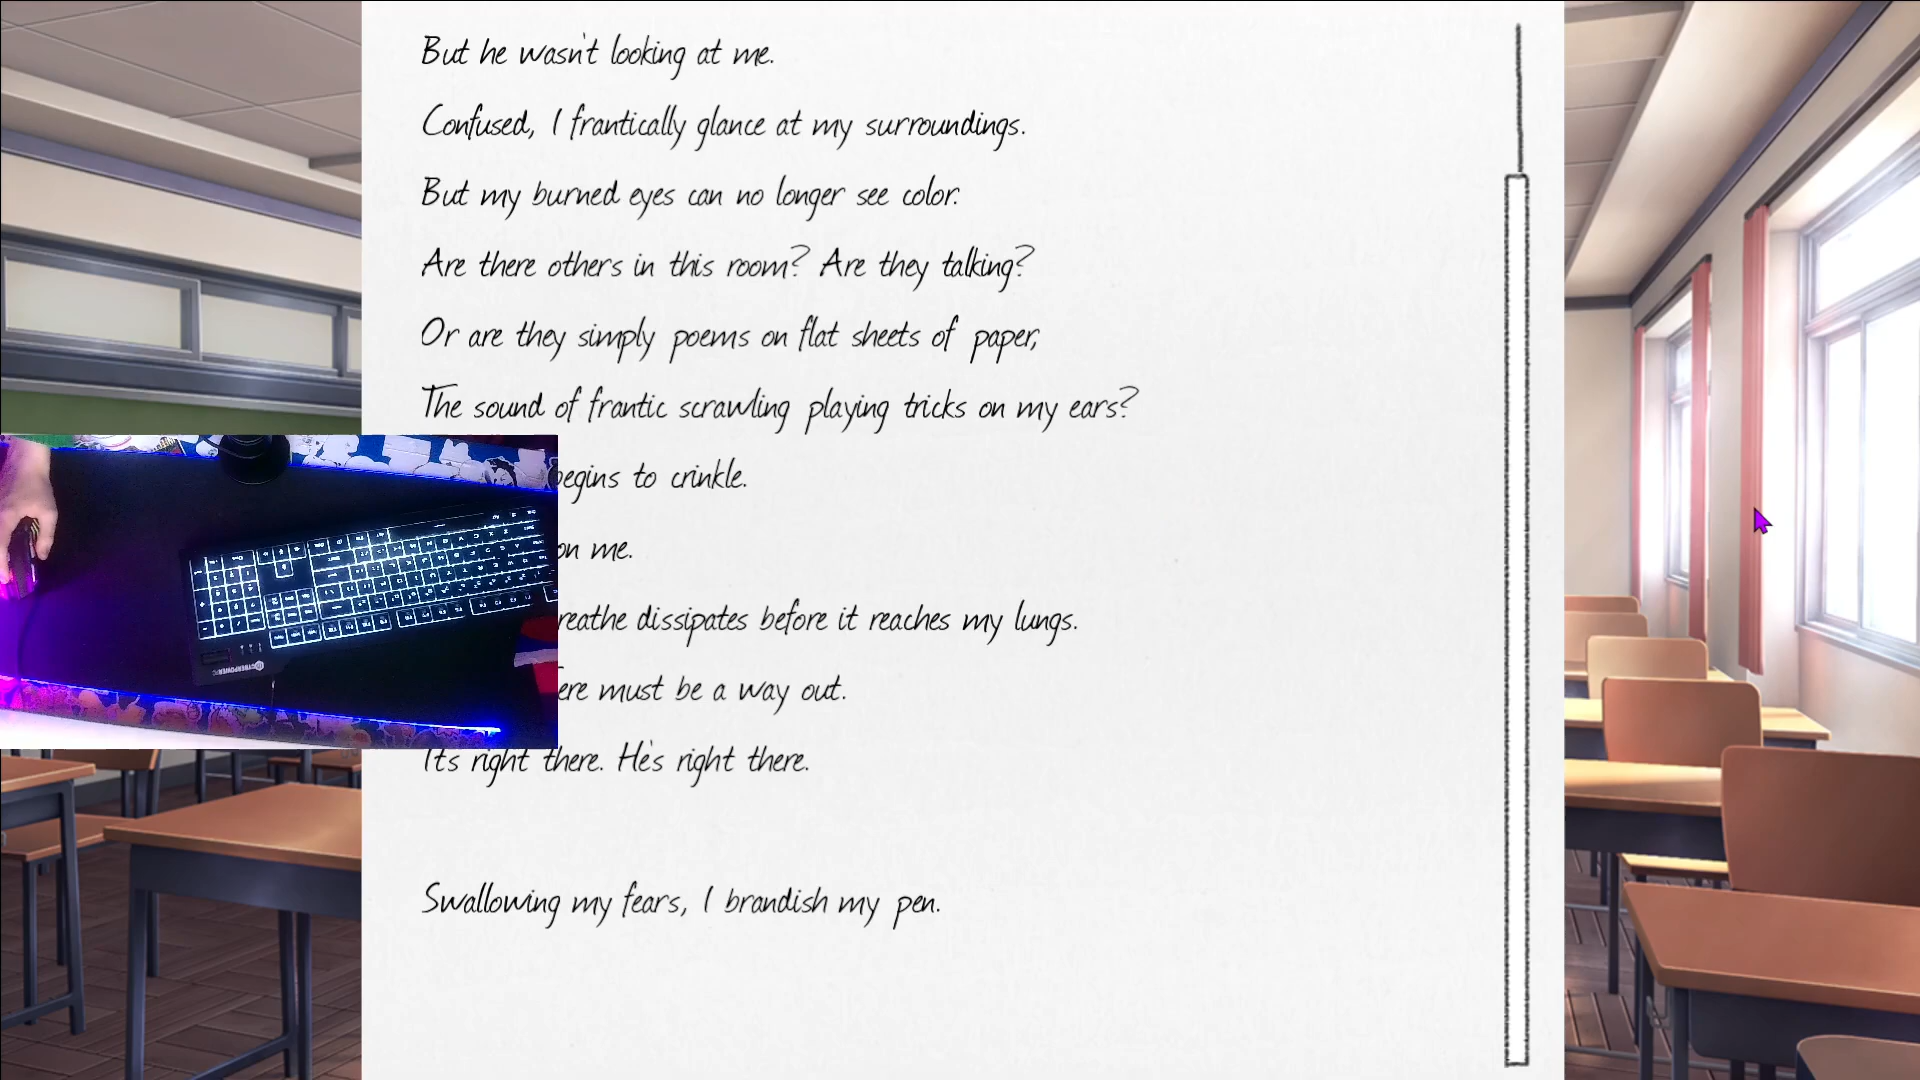 But he wasn't looking at me.
Confused, I frantically glance at my surroundings.
But my burned eyes can no longer see color.
Are there others in this room? Are they talking?
Or are they simply poems on flat sheets of paper,
The sound of frantic scrawling playing tricks on my ears?
begins to crinkle.
on me.
dissipates before it reaches my lungs.
must be a way out.
It's right there. He's right there.
Swallowing my fears, I brandish my pen.
CYBERPOWERPC